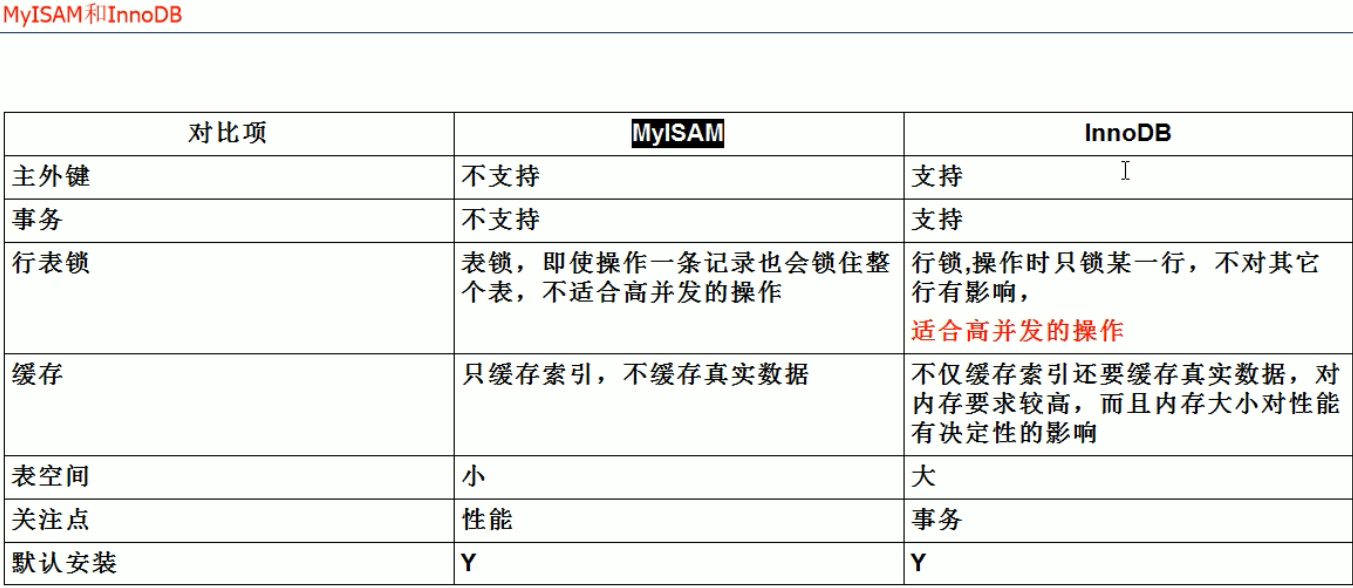 MyISAM和InnoDB
对比项 MyISAM InnoDB
主外键 不支持 支持
事务 不支持 支持
行表锁 表锁，即使操作一条记录也会锁住整 行锁,操作时只锁某一行，不对其它
个表，不适合高并发的操作 行有影响，
适合高并发的操作
缓存 只缓存索引，不缓存真实数据 不仅缓存索引还要缓存真实数据，对
内存要求较高，而且内存大小对性能
有决定性的影响
表空间 小 大
关注点 性能 事务
默认安装 Y Y